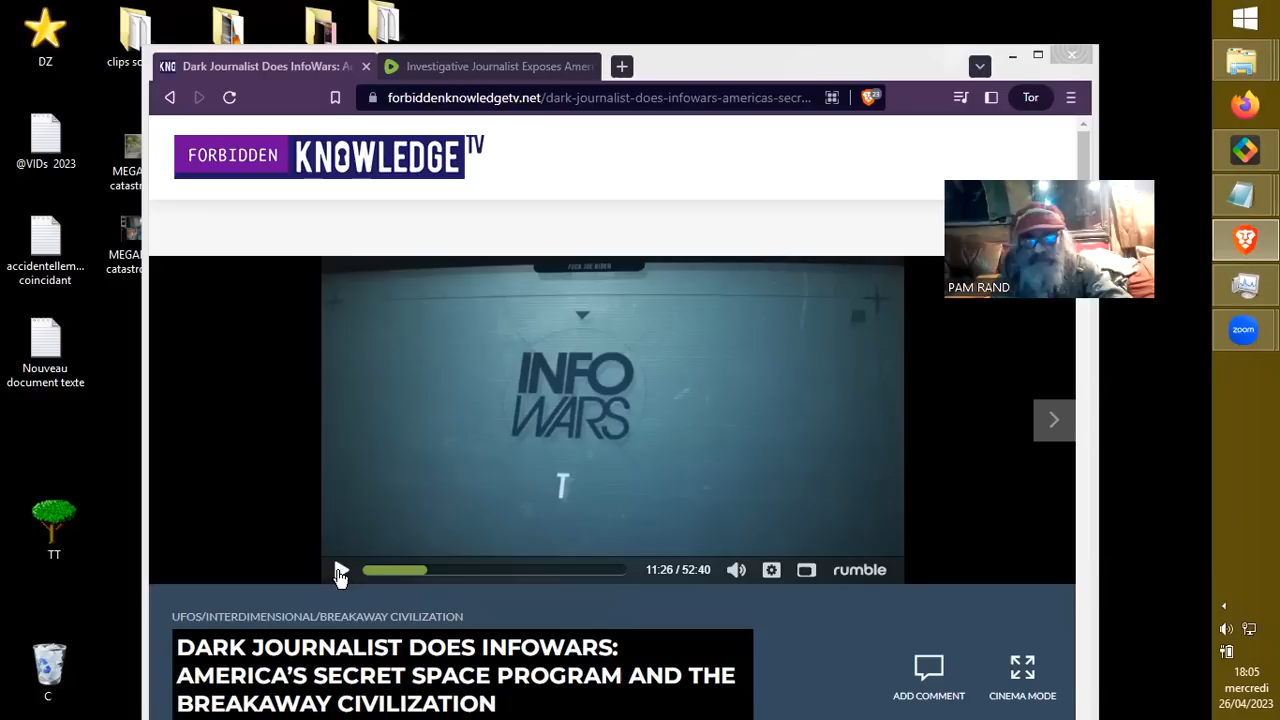 DZ
clips sc
Dark Journalist Does InfoWars: A
Investigative Journalist Exposes Amer
forbiddenknowledgetv.net/dark-journalist-does-infowars-americas-secr...
23
Tor
@VIDs 2023
MEGA
catast
FORBIDDEN KNOWLEDGE TV
accidentellem...
coincidant
MEGA
catast
PAM RAND
INFO
WARS
T
Nouveau
document texte
zoom
11:26 / 52:40
rumble
TT
UFOS/INTERDIMENSIONAL/BREAKAWAY CIVILIZATION
DARK JOURNALIST DOES INFOWARS:
AMERICA'S SECRET SPACE PROGRAM AND THE
BREAKAWAY CIVILIZATION
ADD COMMENT
CINEMA MODE
C
18:05
mercredi
26/04/2023